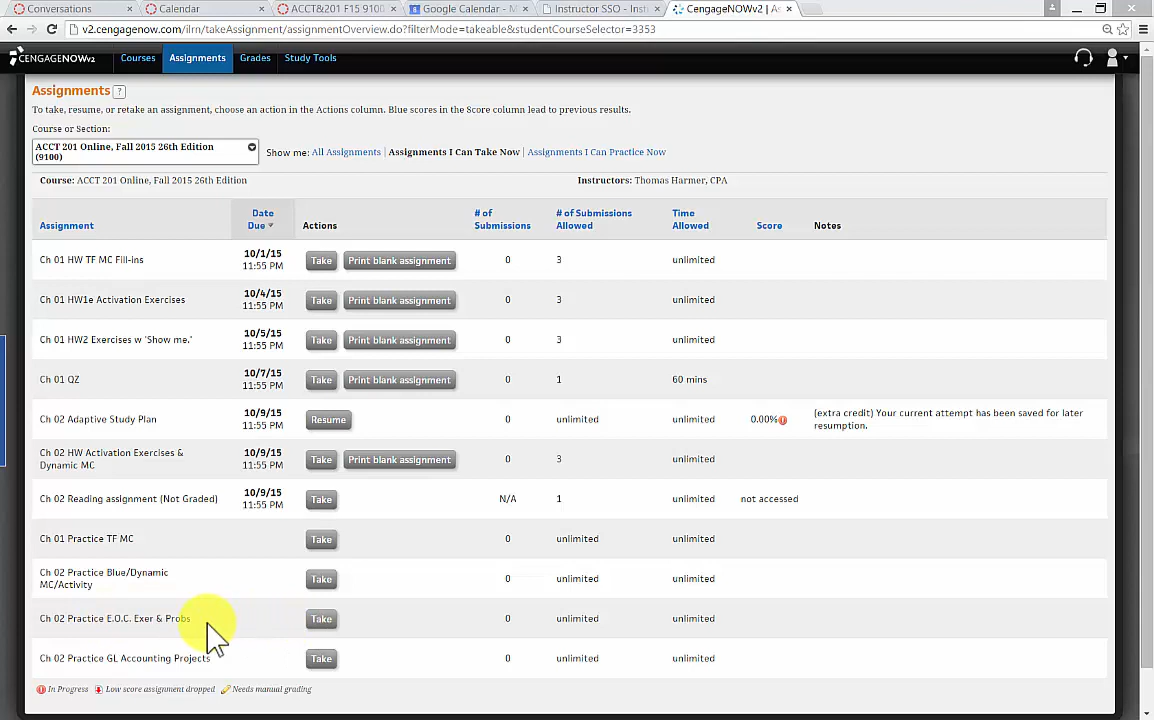 Conversations
Calendar
ACCT&201 F15 9100
Google Calendar - M
Instructor SSO - Inst
CengageNOWv2 | As
v2.cengagenow.com/ilrn/takeAssignment/assignmentOverview.do?filterMode=takeable&studentCourseSelector=3353
CENGAGENOWv2 Courses Assignments Grades Study Tools
Assignments ?
To take, resume, or retake an assignment, choose an action in the Actions column. Blue scores in the Score column lead to previous results.
Course or Section:
ACCT 201 Online, Fall 2015 26th Edition
(9100)
Show me: All Assignments | Assignments I Can Take Now | Assignments I Can Practice Now
Course: ACCT 201 Online, Fall 2015 26th Edition Instructors: Thomas Harmer, CPA
Assignment
Date
Due
Actions
# of
Submissions
# of Submissions
Allowed
Time
Allowed
Score
Notes
Ch 01 HW TF MC Fill-ins
10/1/15
11:55 PM
Take Print blank assignment 0 3 unlimited
Ch 01 HW1e Activation Exercises
10/4/15
11:55 PM
Take Print blank assignment 0 3 unlimited
Ch 01 HW2 Exercises w 'Show me.'
10/5/15
11:55 PM
Take Print blank assignment 0 3 unlimited
Ch 01 QZ
10/7/15
11:55 PM
Take Print blank assignment 0 1 60 mins
Ch 02 Adaptive Study Plan
10/9/15
11:55 PM
Resume 0 unlimited unlimited 0.00%
(extra credit) Your current attempt has been saved for later
resumption.
Ch 02 HW Activation Exercises &
Dynamic MC
10/9/15
11:55 PM
Take Print blank assignment 0 3 unlimited
Ch 02 Reading assignment (Not Graded)
10/9/15
11:55 PM
Take N/A 1 unlimited not accessed
Ch 01 Practice TF MC Take 0 unlimited unlimited
Ch 02 Practice Blue/Dynamic
MC/Activity
Take 0 unlimited unlimited
Ch 02 Practice E.O.C. Exer & Probs Take 0 unlimited unlimited
Ch 02 Practice GL Accounting Projects Take 0 unlimited unlimited
In Progress Low score assignment dropped Needs manual grading